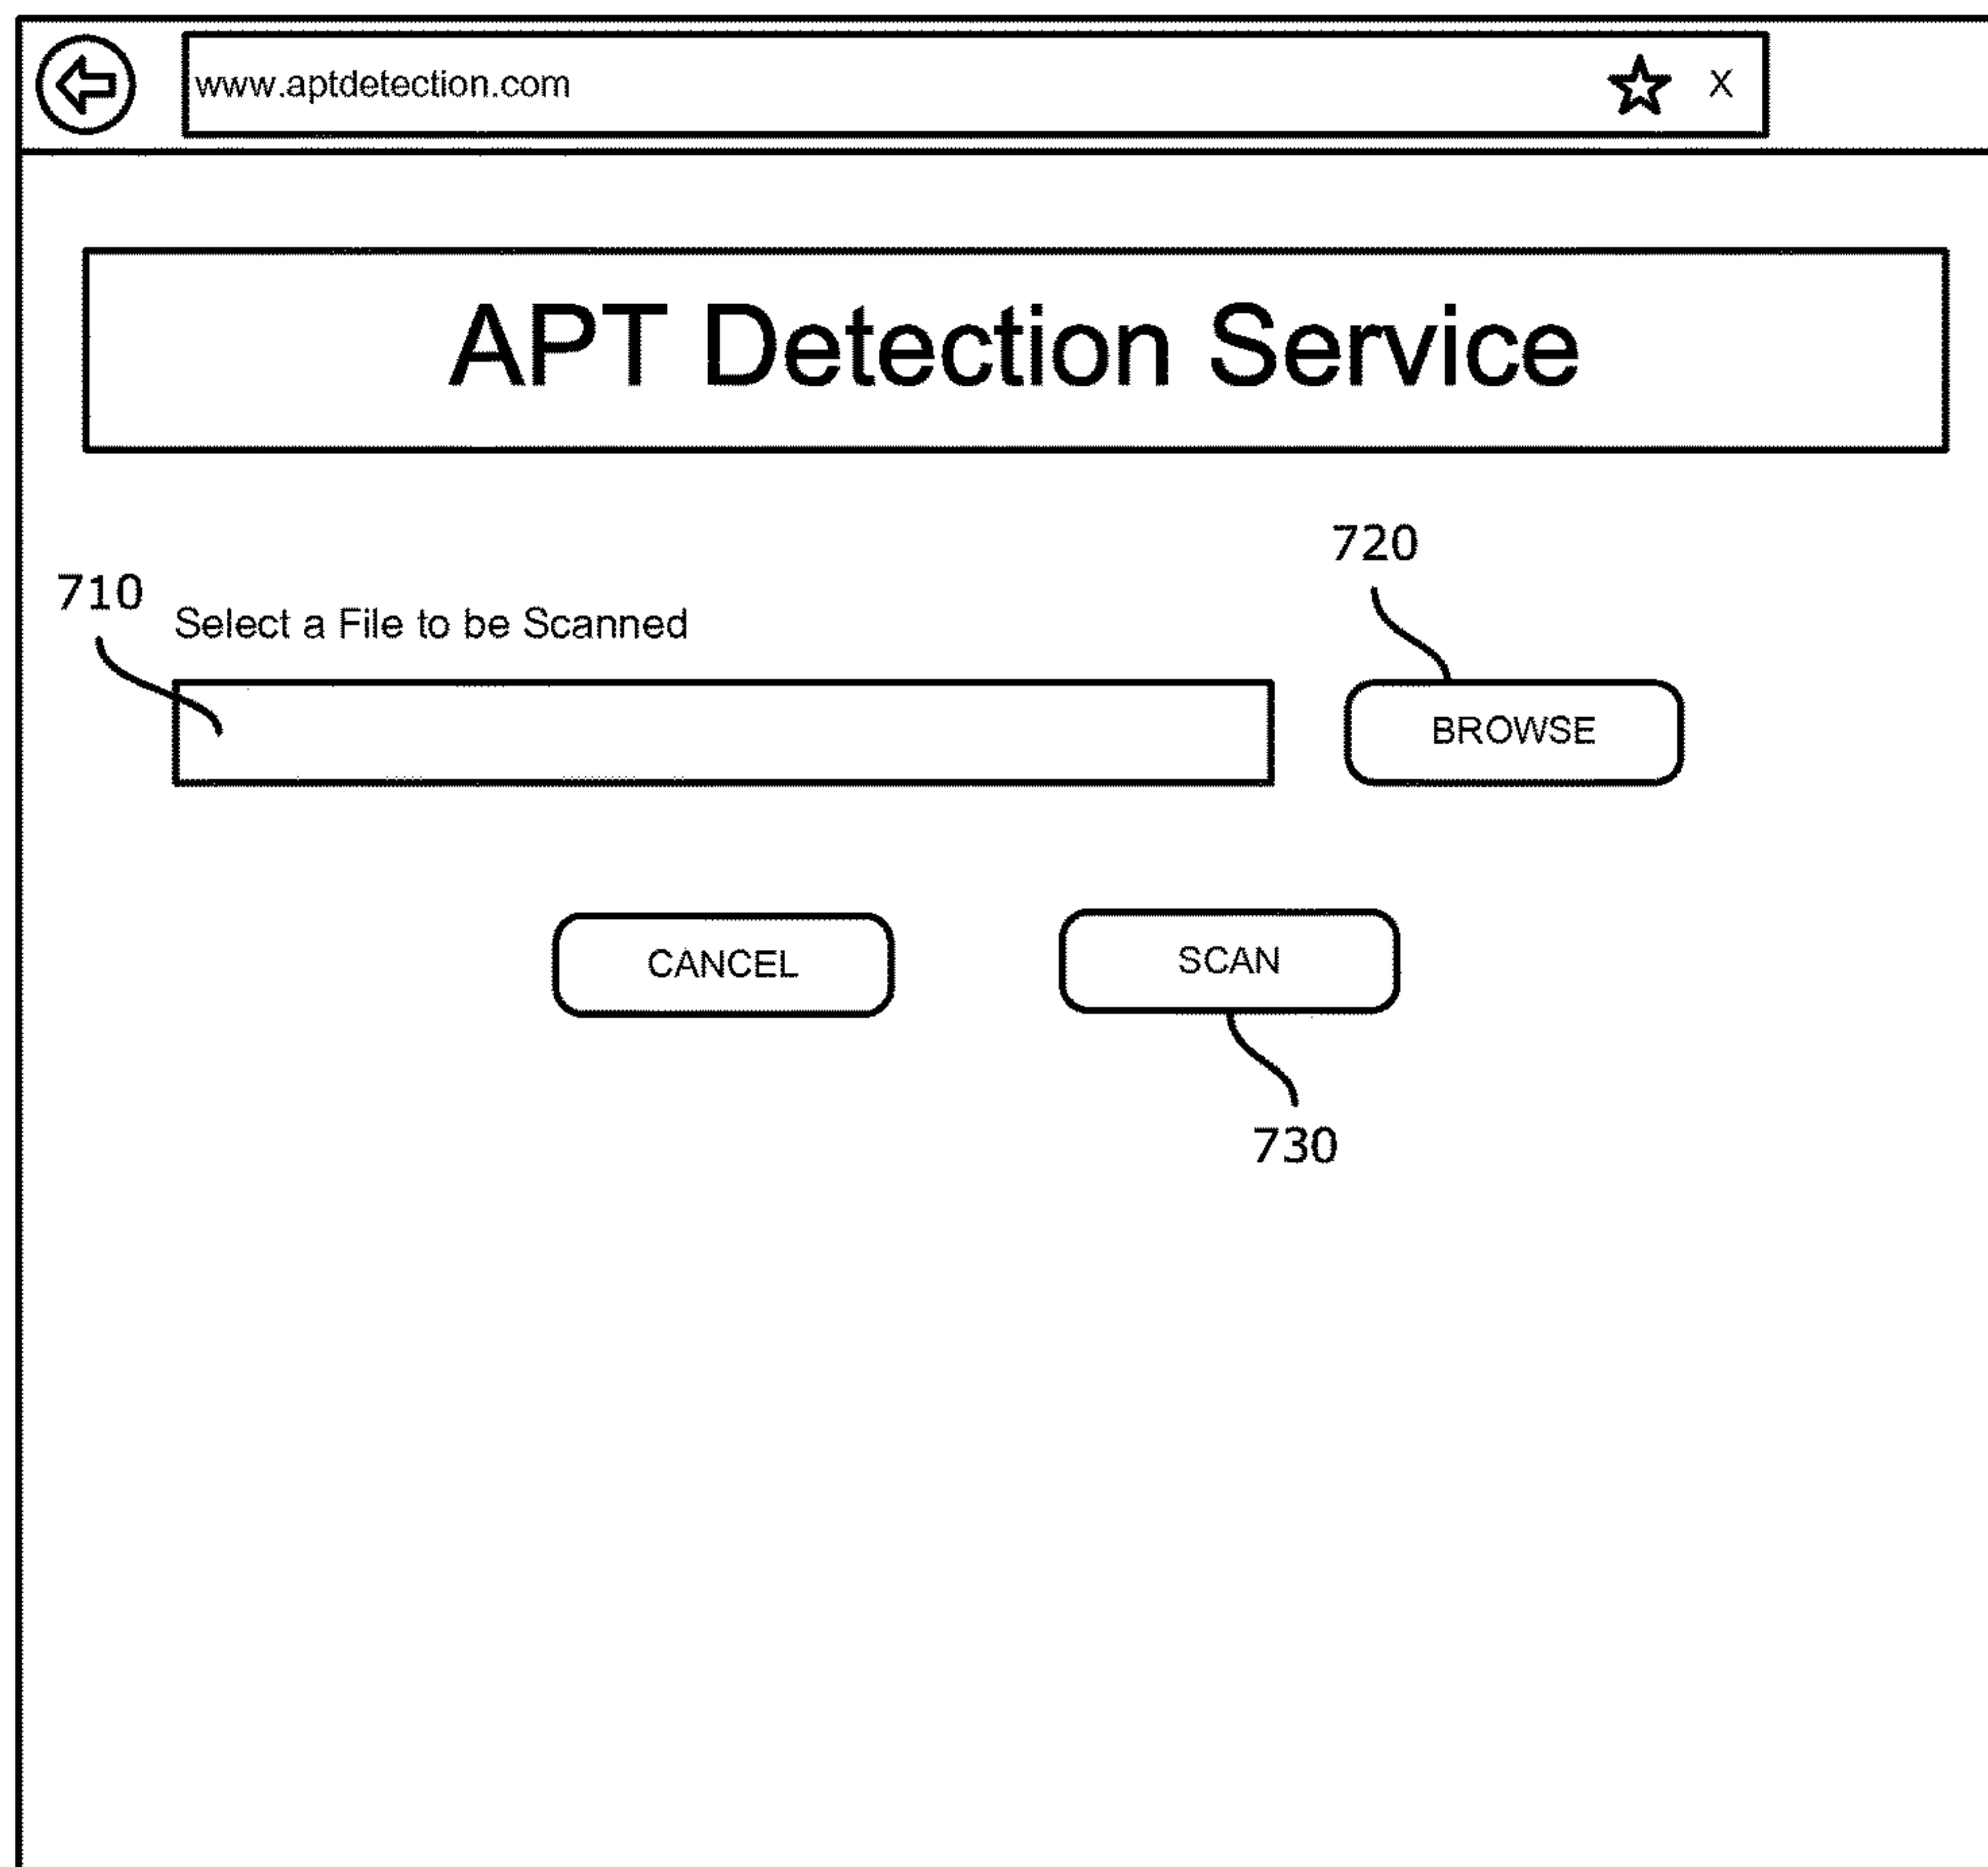 www.aptdetection.com X
APT Detection Service
720
710
Select a File to be Scanned
BROWSE
CANCEL
SCAN
730